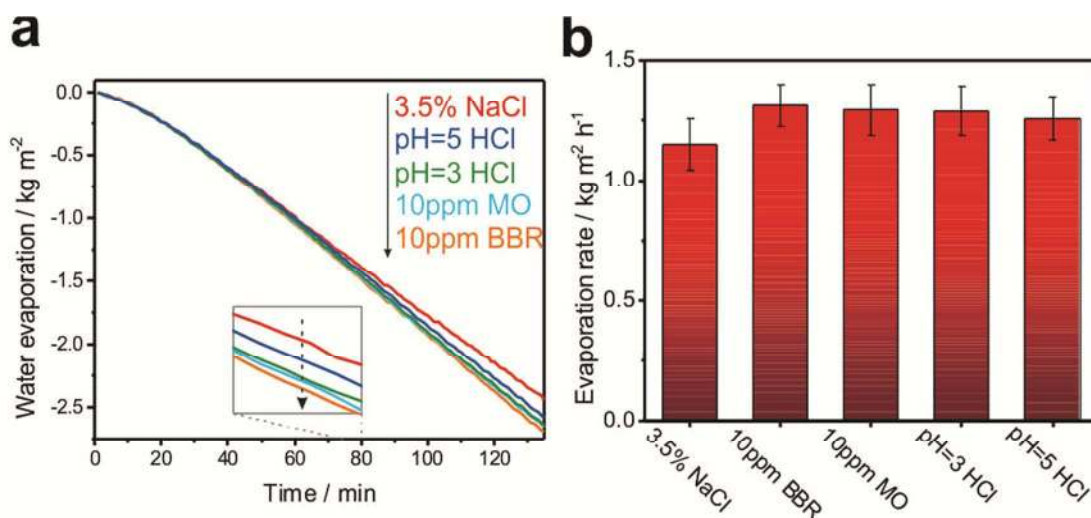 a
Water evaporation / kg m⁻²
0.0
-0.5
-1.0
-1.5
-2.0
-2.5
3.5% NaCl
pH=5 HCl
pH=3 HCl
10ppm MO
10ppm BBR
0 20 40 60 80 100 120
Time / min
b
Evaporation rate / kg m⁻² h⁻¹
1.5
1.0
0.5
0.0
3.5% NaCl
10ppm BBR
10ppm MO
pH=3 HCl
pH=5 HCl